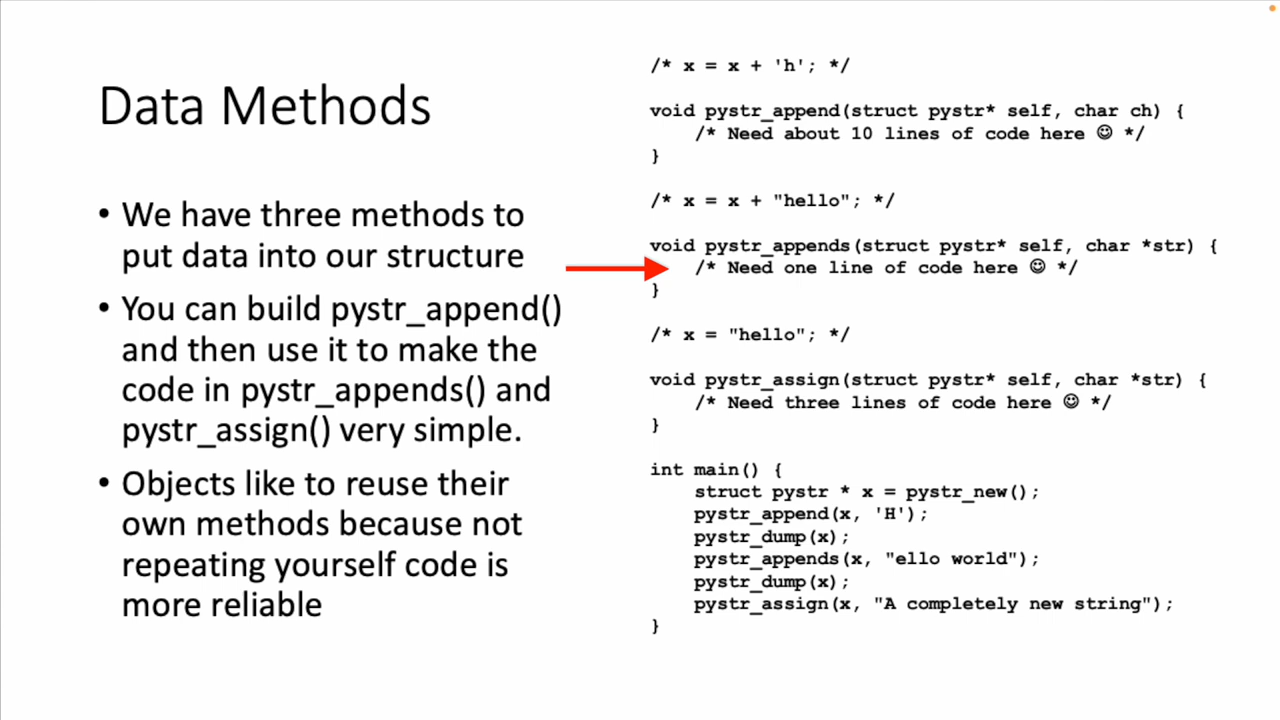 Data Methods
• We have three methods to
put data into our structure
• You can build pystr_append()
and then use it to make the
code in pystr_appends() and
pystr_assign() very simple.
• Objects like to reuse their
own methods because not
repeating yourself code is
more reliable
/* x = x + 'h'; */
void pystr_append(struct pystr* self, char ch) {
/* Need about 10 lines of code here ☺ */
}
/* x = x + "hello"; */
void pystr_appends(struct pystr* self, char *str) {
/* Need one line of code here ☺ */
}
/* x = "hello"; */
void pystr_assign(struct pystr* self, char *str) {
/* Need three lines of code here ☺ */
}
int main() {
struct pystr * x = pystr_new();
pystr_append(x, 'H');
pystr_dump(x);
pystr_appends(x, "ello world");
pystr_dump(x);
pystr_assign(x, "A completely new string");
}